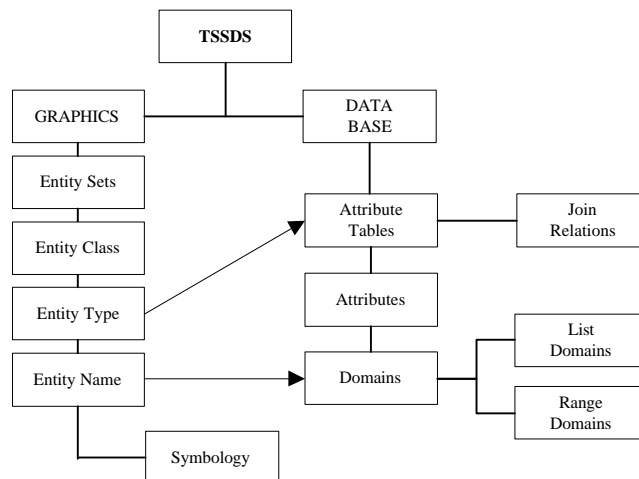 TSSDS
GRAPHICS
DATA
BASE
Entity Sets
Entity Class
Attribute
Tables
Join
Relations
Entity Type
Attributes
List
Domains
Entity Name
Domains
Range
Domains
Symbology